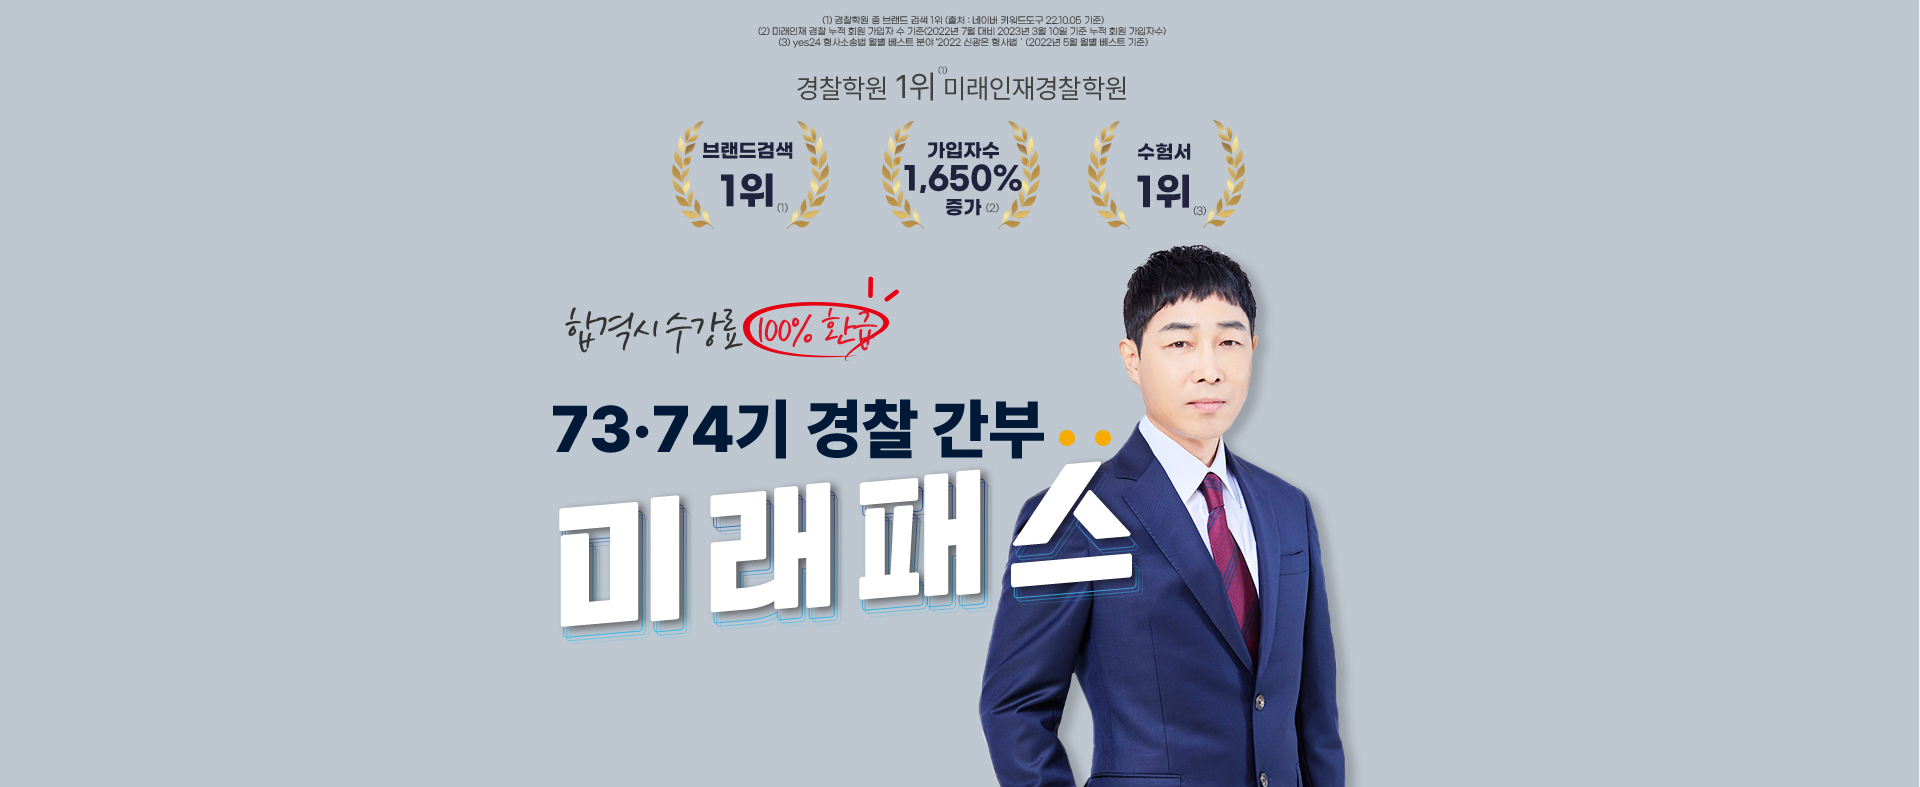 (1) 경찰학원 중 브랜드 검색 1위 (출처 : 네이버 키워드도구 22.10.05 기준)
(2) 미래인재 경찰 누적 회원 가입자 수 기준(2022년 7월 대비 2023년 3월 10일 기준 누적 회원 가입자수)
(3) yes24 형사소송법 월별 베스트 분야 '2022 신광은 형사법 ' (2022년 5월 월별 베스트 기준)
경찰학원 1위 (1) 미래인재경찰학원
브랜드검색
1위 (1)
가입자수
1,650%
증가 (2)
수험서
1위 (3)
합격시 수강료 100% 환급
73·74기 경찰 간부
미래패스